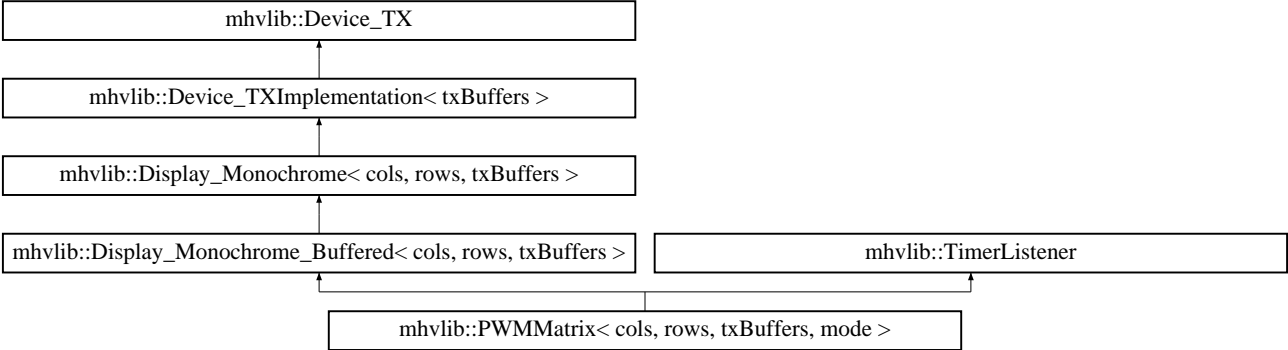 mhvlib::Device_TX
mhvlib::Device_TXImplementation< txBuffers >
mhvlib::Display_Monochrome< cols, rows, txBuffers >
mhvlib::Display_Monochrome_Buffered< cols, rows, txBuffers >
mhvlib::TimerListener
mhvlib::PWMMatrix< cols, rows, txBuffers, mode >